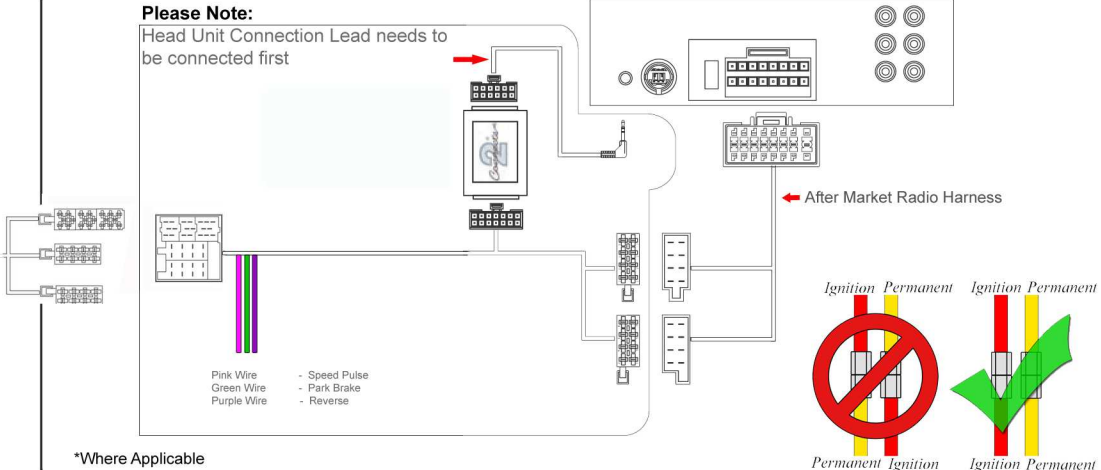 Please Note:
Head Unit Connection Lead needs to
be connected first
After Market Radio Harness
Ignition Permanent Ignition Permanent
Pink Wire - Speed Pulse
Green Wire - Park Brake
Purple Wire - Reverse
*Where Applicable
Permanent Ignition Ignition Permanent